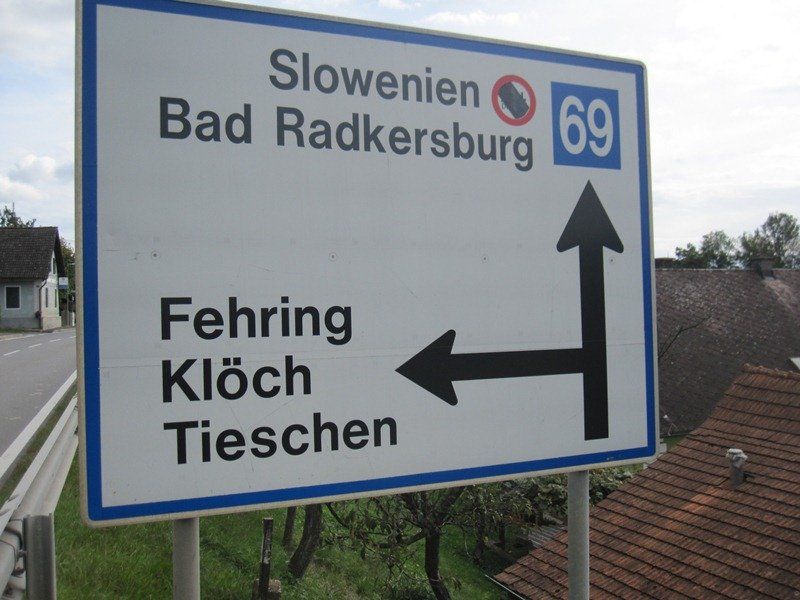 Slowenien
Bad Radkersburg
69
Fehring
Klöch
Tieschen